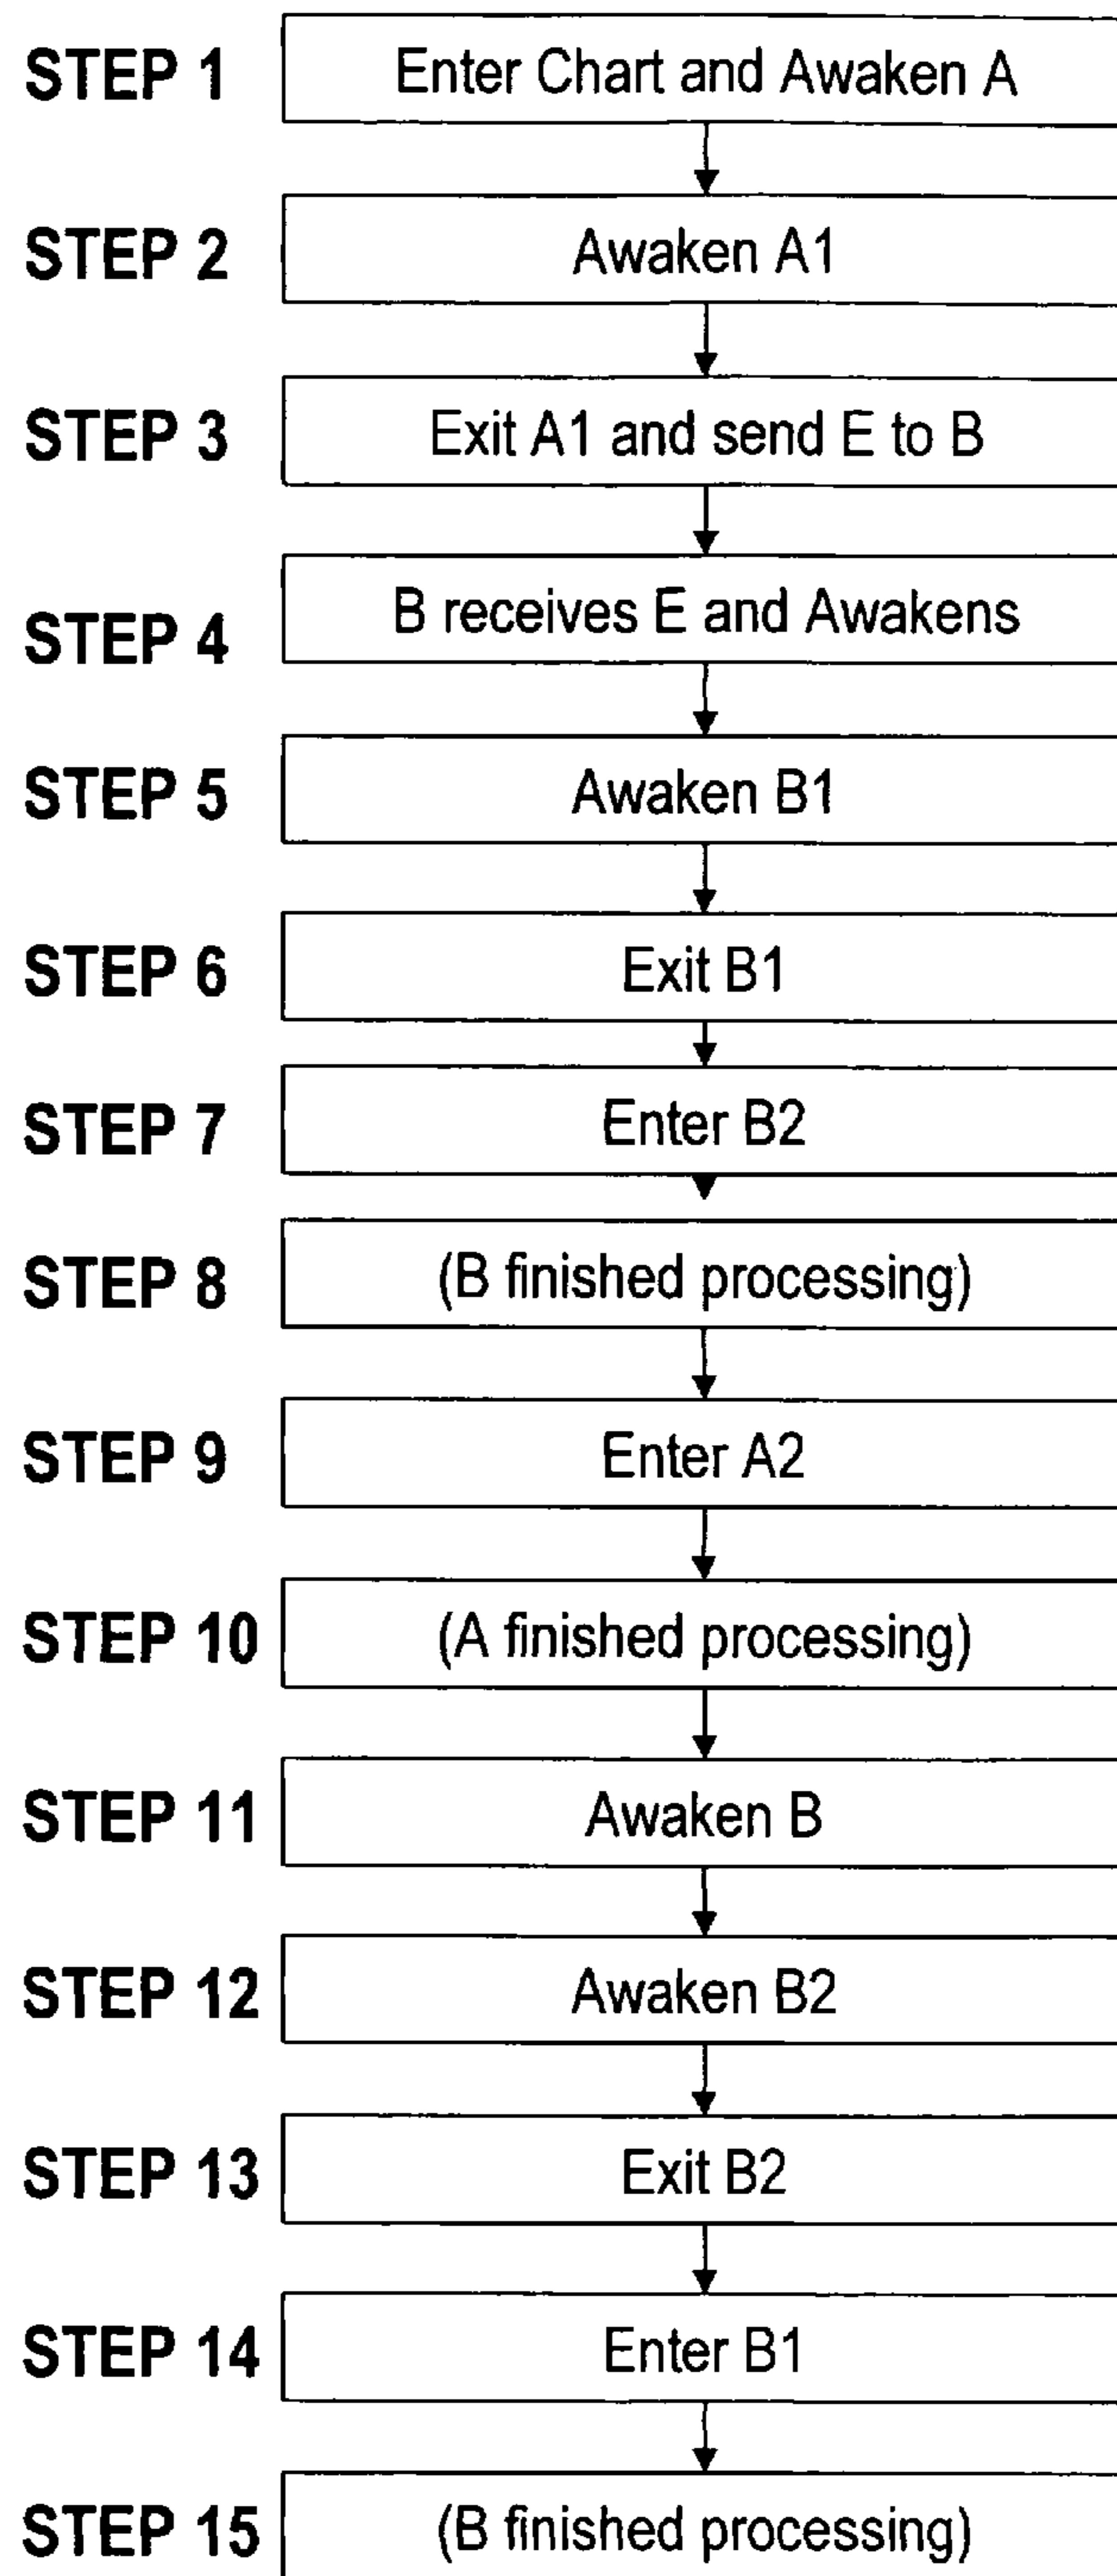 STEP 1 Enter Chart and Awaken A
STEP 2 Awaken A1
STEP 3 Exit A1 and send E to B
STEP 4 B receives E and Awakens
STEP 5 Awaken B1
STEP 6 Exit B1
STEP 7 Enter B2
STEP 8 (B finished processing)
STEP 9 Enter A2
STEP 10 (A finished processing)
STEP 11 Awaken B
STEP 12 Awaken B2
STEP 13 Exit B2
STEP 14 Enter B1
STEP 15 (B finished processing)